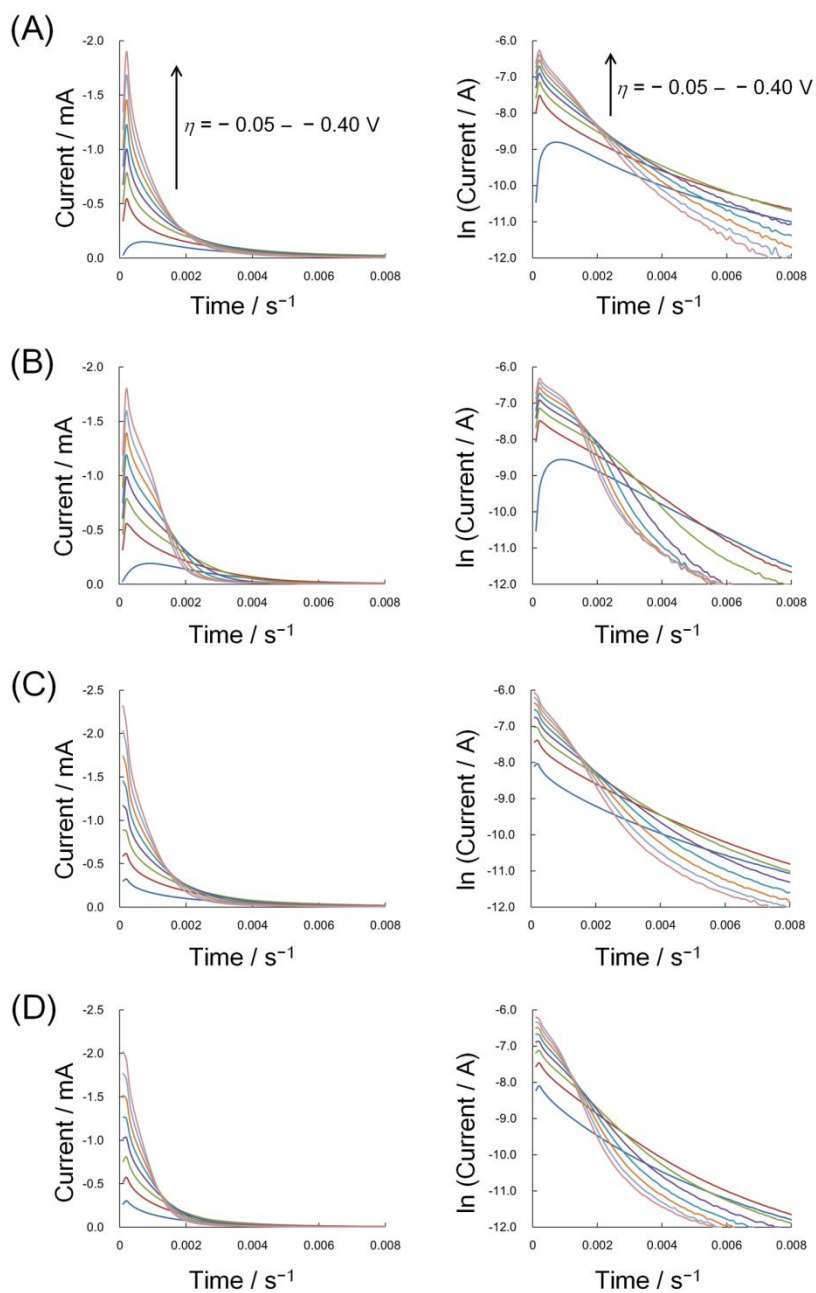 (A)
Current / mA
-2.0
-1.5
-1.0
-0.5
0.0
η = − 0.05 – − 0.40 V
0 0.002 0.004 0.006 0.008
Time / s⁻¹
ln (Current / A)
-6.0
-7.0
-8.0
-9.0
-10.0
-11.0
-12.0
η = − 0.05 – − 0.40 V
0 0.002 0.004 0.006 0.008
Time / s⁻¹
(B)
Current / mA
-2.0
-1.5
-1.0
-0.5
0.0
0 0.002 0.004 0.006 0.008
Time / s⁻¹
ln (Current / A)
-6.0
-7.0
-8.0
-9.0
-10.0
-11.0
-12.0
0 0.002 0.004 0.006 0.008
Time / s⁻¹
(C)
Current / mA
-2.5
-2.0
-1.5
-1.0
-0.5
0.0
0 0.002 0.004 0.006 0.008
Time / s⁻¹
ln (Current / A)
-6.0
-7.0
-8.0
-9.0
-10.0
-11.0
-12.0
0 0.002 0.004 0.006 0.008
Time / s⁻¹
(D)
Current / mA
-2.5
-2.0
-1.5
-1.0
-0.5
0.0
0 0.002 0.004 0.006 0.008
Time / s⁻¹
ln (Current / A)
-6.0
-7.0
-8.0
-9.0
-10.0
-11.0
-12.0
0 0.002 0.004 0.006 0.008
Time / s⁻¹